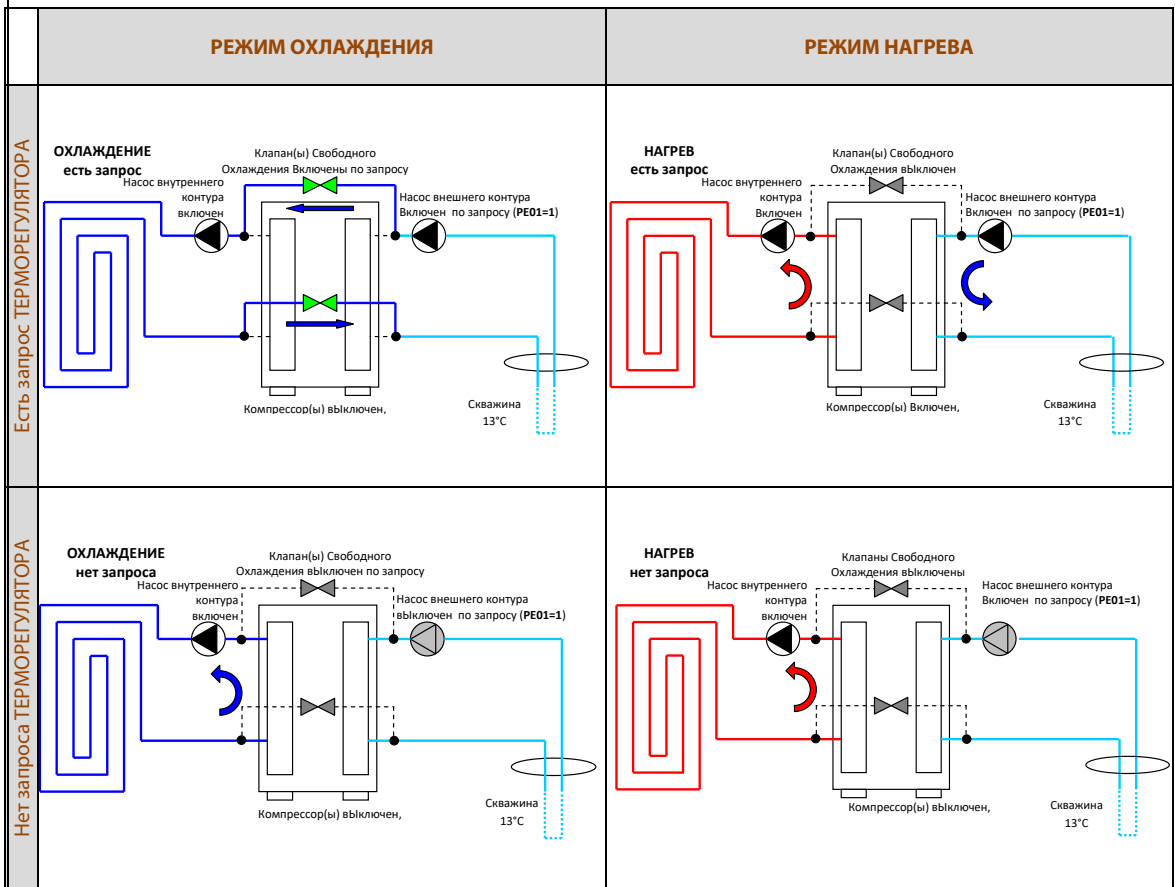 РЕЖИМ ОХЛАЖДЕНИЯ
РЕЖИМ НАГРЕВА
Есть запрос ТЕРМОРЕГУЛЯТОРА
ОХЛАЖДЕНИЕ
есть запрос
Клапан(ы) Свободного
Охлаждения Включены по запросу
Насос внутреннего
контура
включен
Насос внешнего контура
Включен по запросу (PE01=1)
Компрессор(ы) вЫключен,
Скважина
13°C
НАГРЕВ
есть запрос
Клапан(ы) Свободного
Охлаждения вЫключен
Насос внутреннего
контура
Включен
Насос внешнего контура
Включен по запросу (PE01=1)
Компрессор(ы) Включен,
Скважина
13°C
Нет запроса ТЕРМОРЕГУЛЯТОРА
ОХЛАЖДЕНИЕ
нет запроса
Клапан(ы) Свободного
Охлаждения вЫключен по запросу
Насос внутреннего
контура
включен
Насос внешнего контура
вЫключен по запросу (PE01=1)
Компрессор(ы) вЫключен,
Скважина
13°C
НАГРЕВ
нет запроса
Клапаны Свободного
Охлаждения вЫключены
Насос внутреннего
контура
включен
Насос внешнего контура
Включен по запросу (PE01=1)
Компрессор(ы) вЫключен,
Скважина
13°C